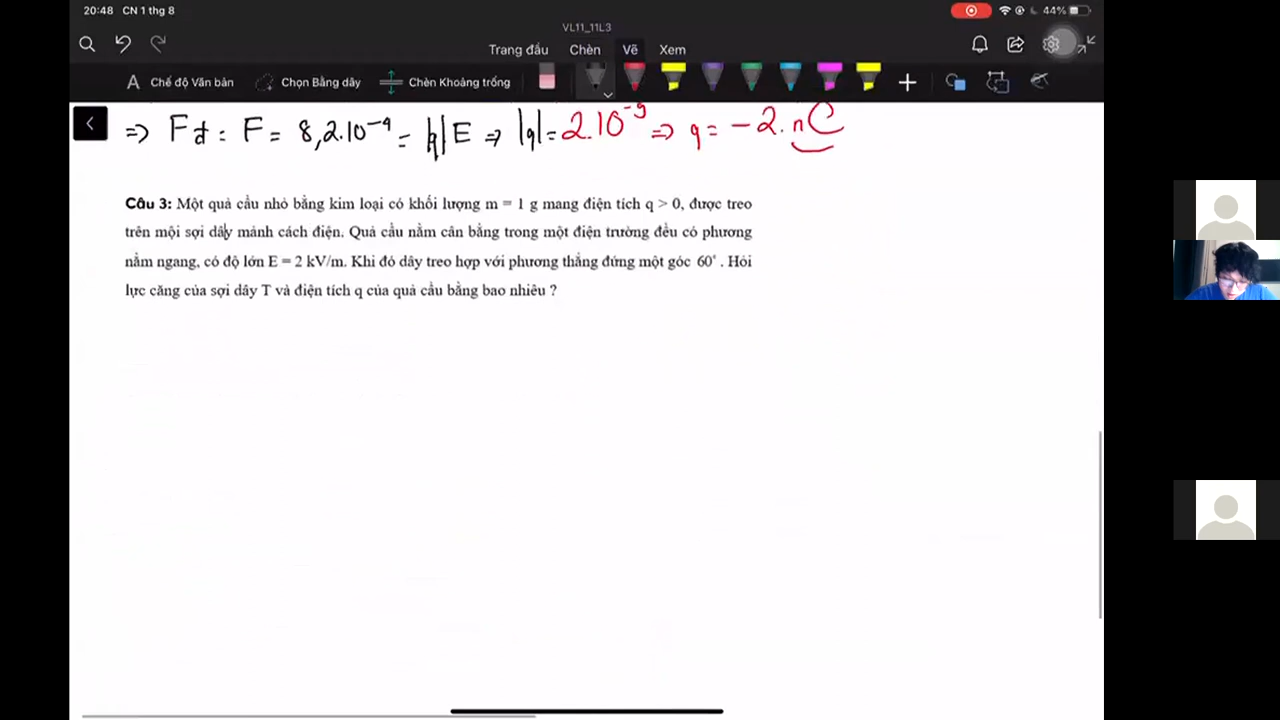 20:48 CN 1 thg 8
44%
VL11_11L3
Trang đầu Chèn Vẽ Xem
A Chế độ Văn bản Chọn Bằng dây Chèn Khoảng trống
=> Fđ = F = 8,2.10⁻⁴ = |q|E => |q| = 2.10⁻⁹ => q = -2.nC
Câu 3: Một quả cầu nhỏ bằng kim loại có khối lượng m = 1 g mang điện tích q > 0, được treo
trên mội sợi dây mảnh cách điện. Quả cầu nằm cân bằng trong một điện trường đều có phương
nằm ngang, có độ lớn E = 2 kV/m. Khi đó dây treo hợp với phương thẳng đứng một góc 60°. Hỏi
lực căng của sợi dây T và điện tích q của quả cầu bằng bao nhiêu ?